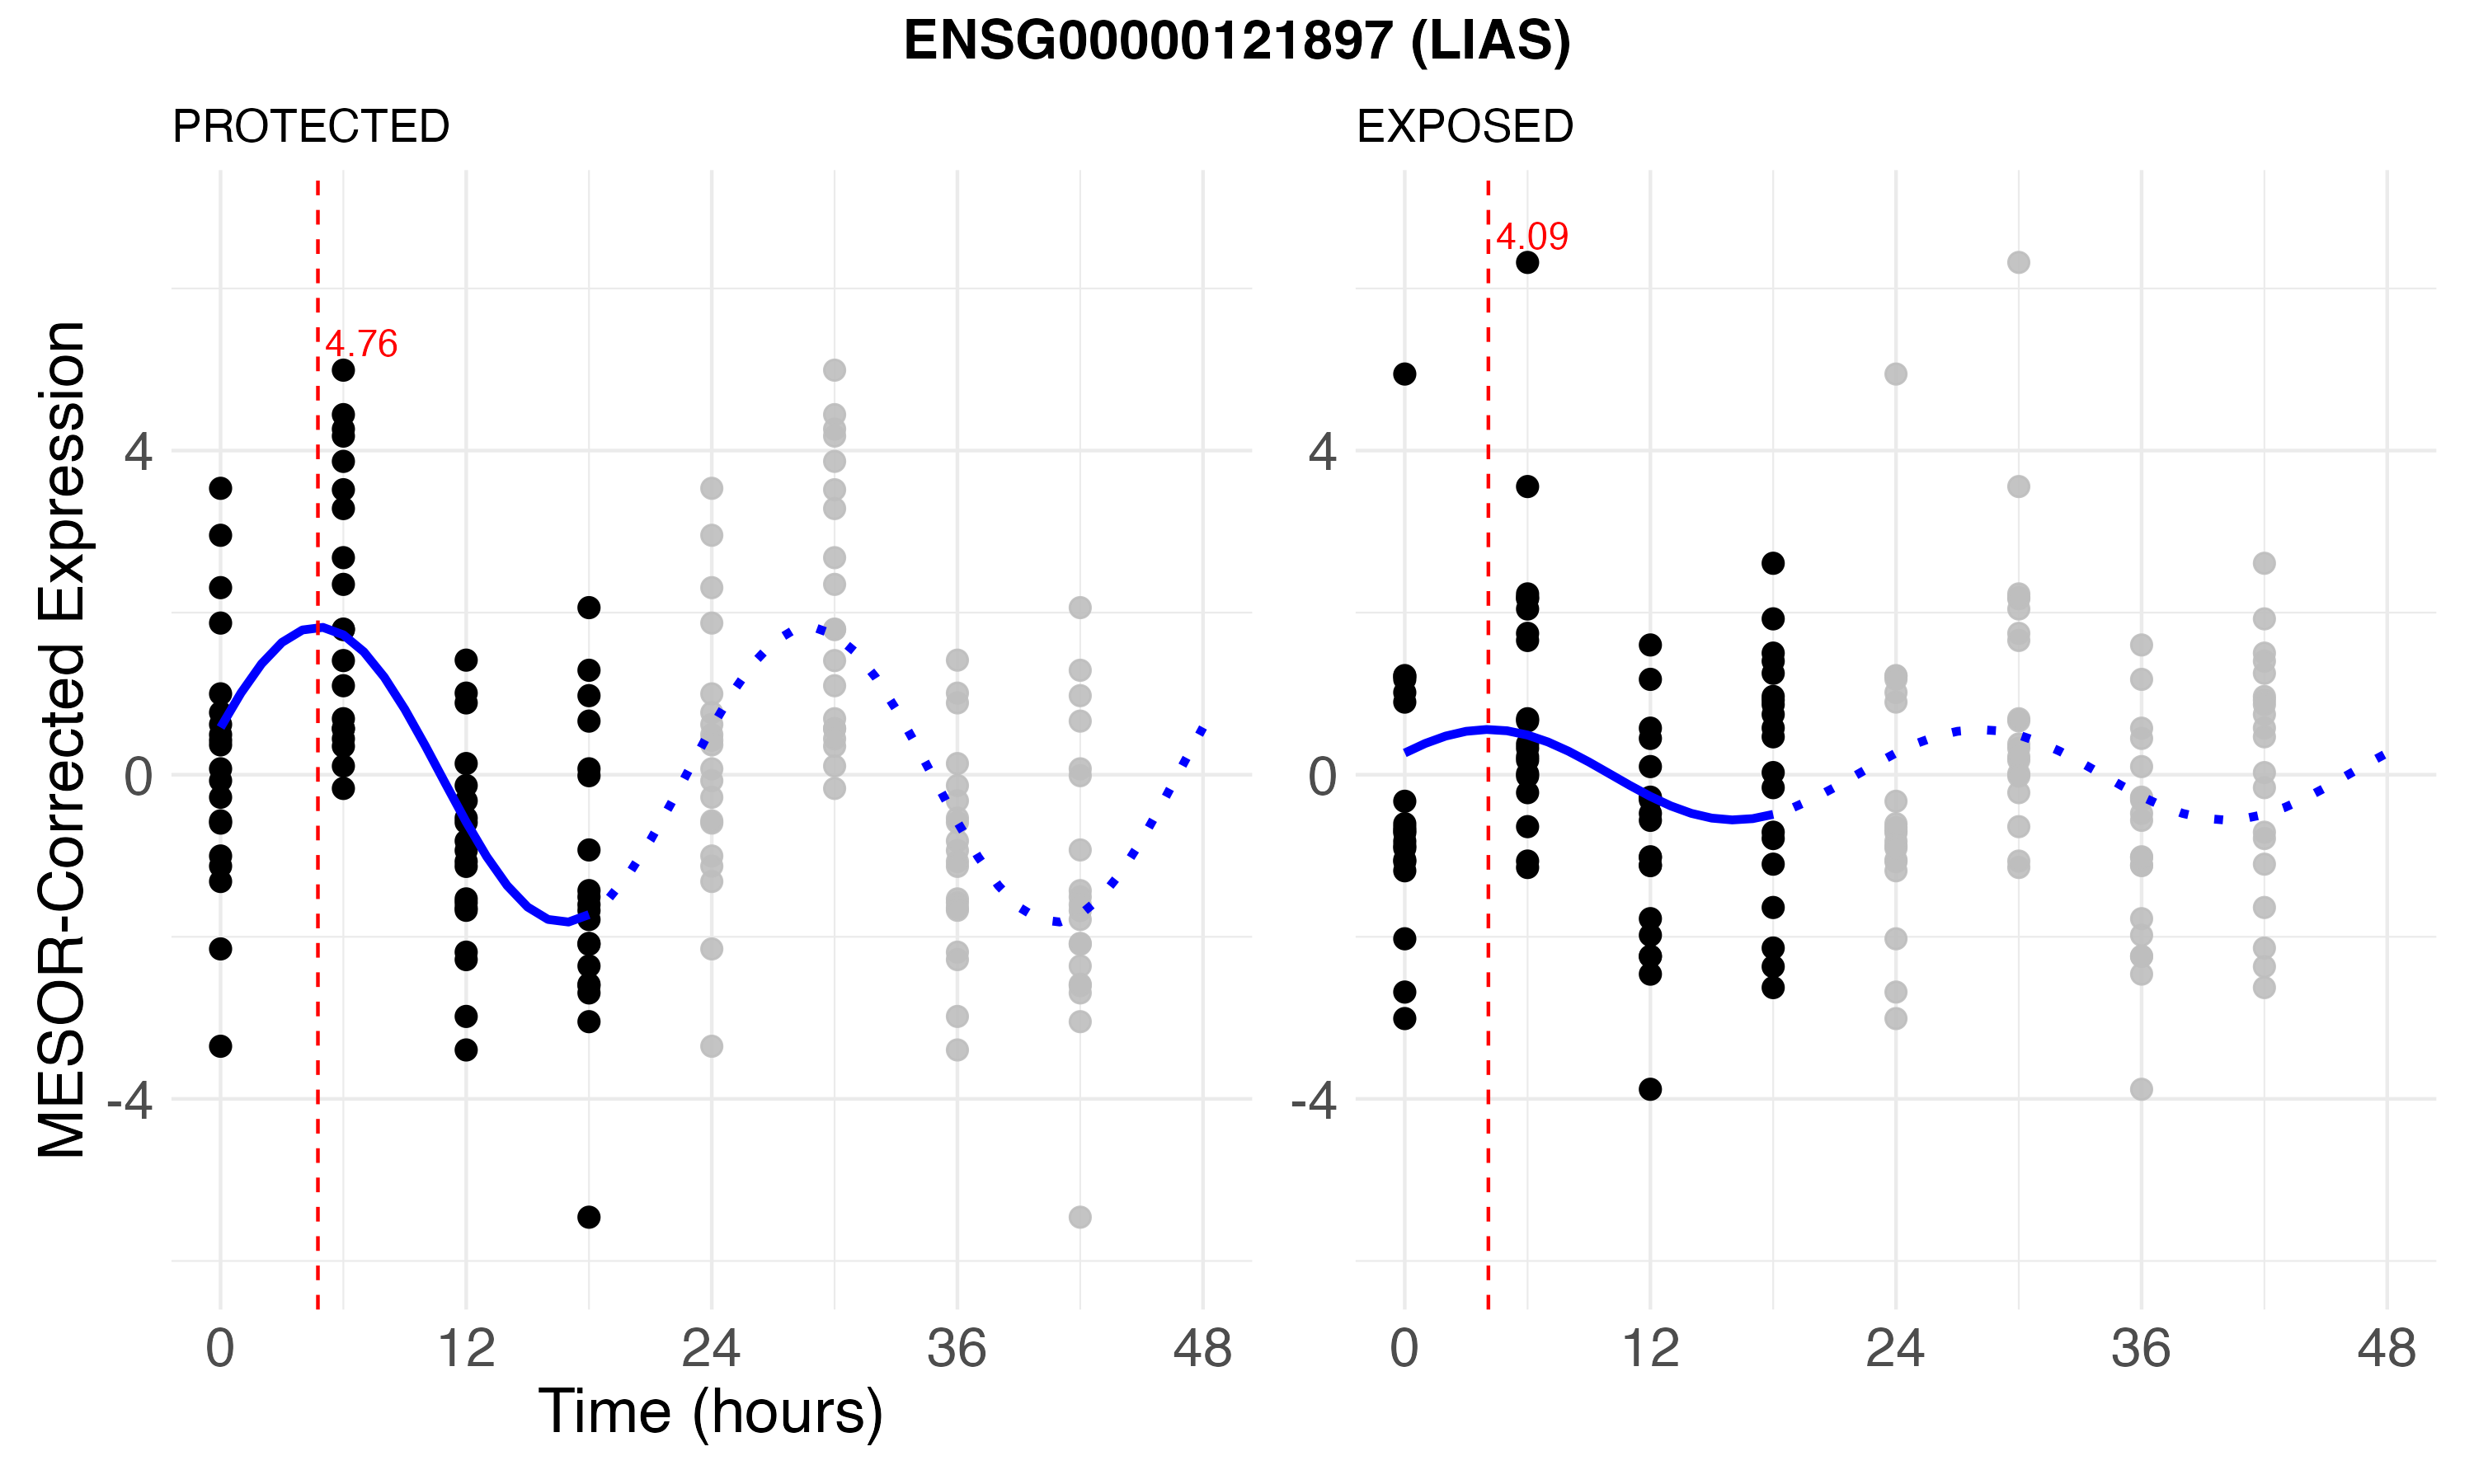 ENSG00000121897 (LIAS)
PROTECTED
EXPOSED
4.76
4.09
MESOR-Corrected Expression
4
0
-4
4
0
-4
0 12 24 36 48
0 12 24 36 48
Time (hours)